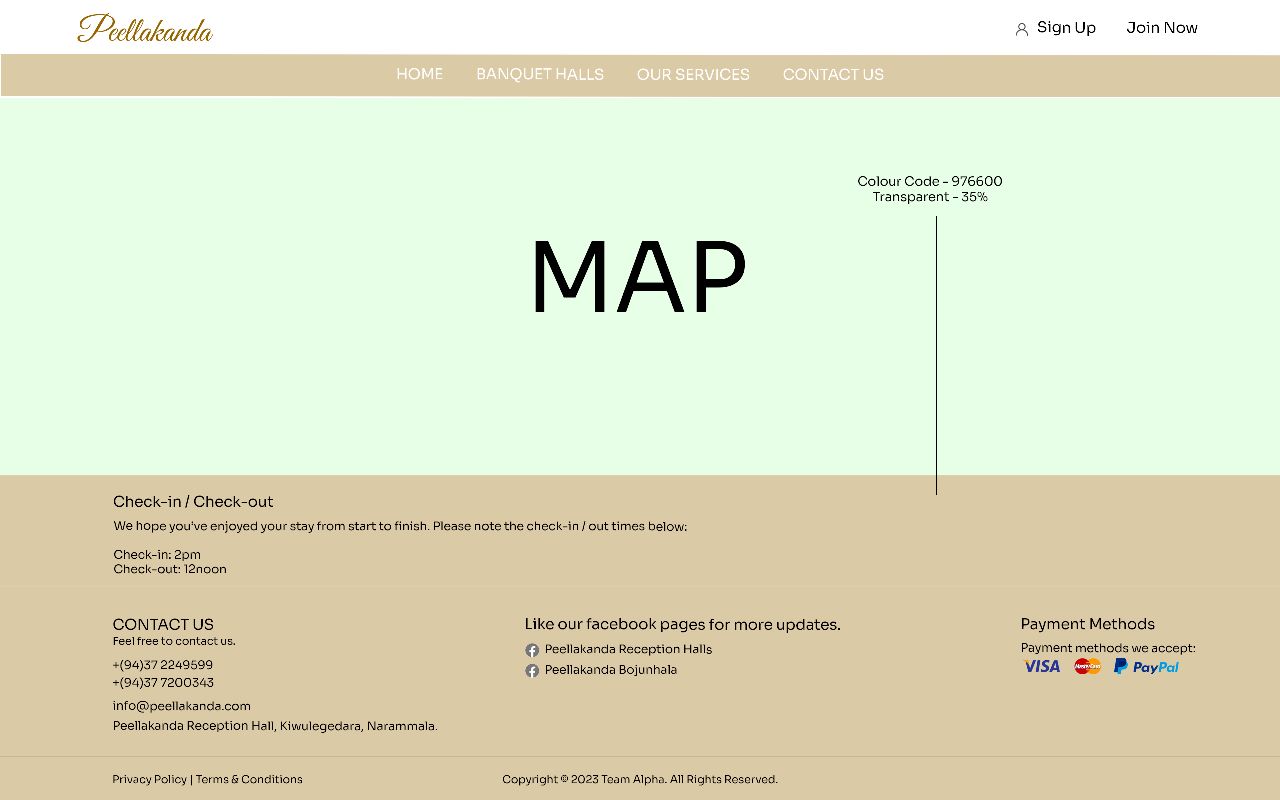 Peellakanda
Sign Up
Join Now
HOME
BANQUET HALLS
OUR SERVICES
CONTACT US
Colour Code - 976600
Transparent - 35%
MAP
Check-in / Check-out
We hope you've enjoyed your stay from start to finish. Please note the check-in / out times below:
Check-in: 2pm
Check-out: 12noon
CONTACT US
Feel free to contact us.
+(94)37 2249599
+(94)37 7200343
info@peellakanda.com
Peellakanda Reception Hall, Kiwulegedara, Narammala.
Like our facebook pages for more updates.
Peellakanda Reception Halls
Peellakanda Bojunhala
Payment Methods
Payment methods we accept:
VISA MasterCard PayPal
Privacy Policy | Terms & Conditions
Copyright © 2023 Team Alpha. All Rights Reserved.